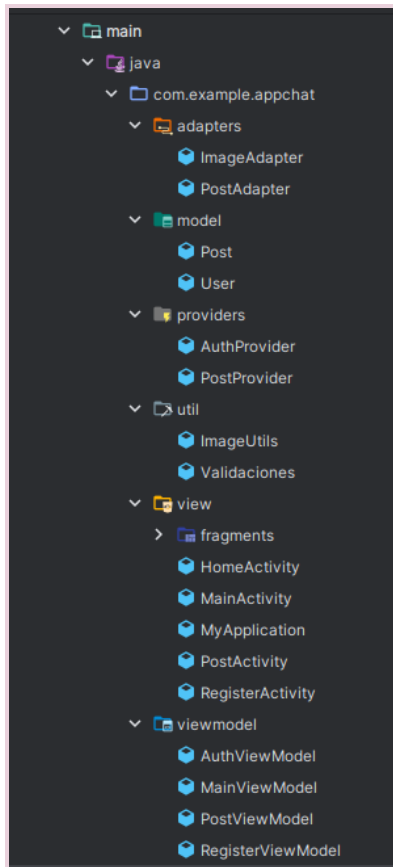 main
java
com.example.appchat
adapters
ImageAdapter
PostAdapter
model
Post
User
providers
AuthProvider
PostProvider
util
ImageUtils
Validaciones
view
fragments
HomeActivity
MainActivity
MyApplication
PostActivity
RegisterActivity
viewmodel
AuthViewModel
MainViewModel
PostViewModel
RegisterViewModel